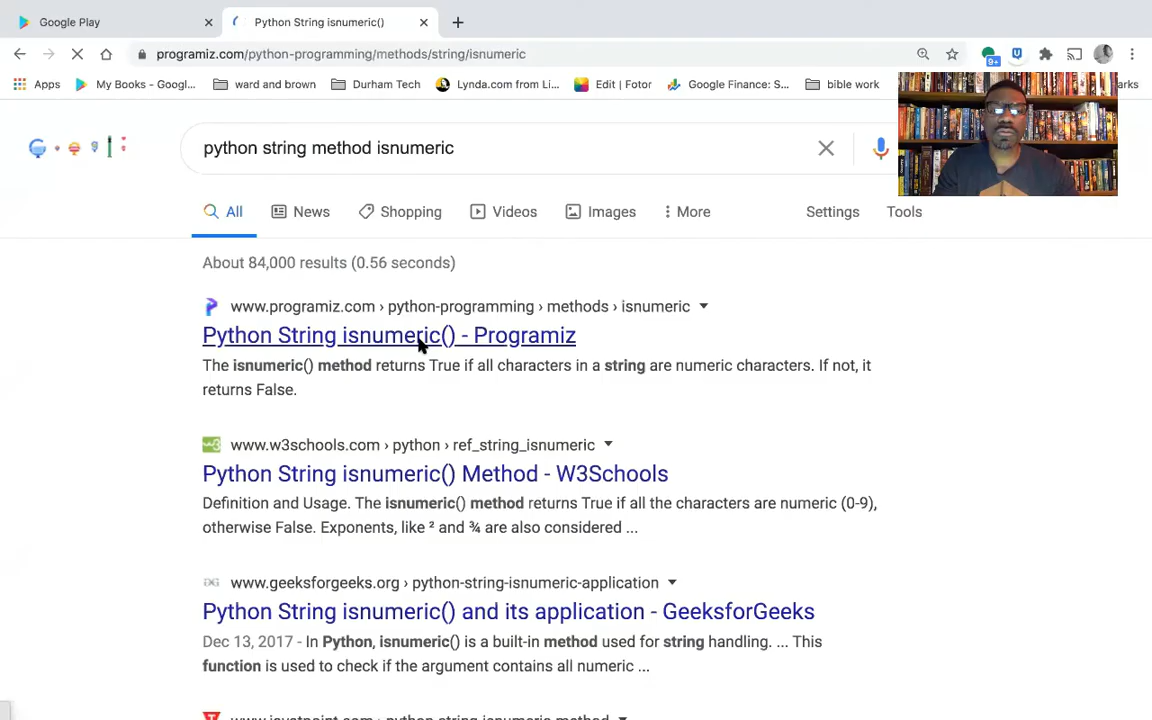 Google Play
Python String isnumeric()
programiz.com/python-programming/methods/string/isnumeric
9+
Apps
My Books - Googl...
ward and brown
Durham Tech
Lynda.com from Li...
Edit | Fotor
Google Finance: S...
bible work
python string method isnumeric
All
News
Shopping
Videos
Images
More
Settings
Tools
About 84,000 results (0.56 seconds)
www.programiz.com › python-programming › methods › isnumeric
Python String isnumeric() - Programiz
The isnumeric() method returns True if all characters in a string are numeric characters. If not, it
returns False.
www.w3schools.com › python › ref_string_isnumeric
Python String isnumeric() Method - W3Schools
Definition and Usage. The isnumeric() method returns True if all the characters are numeric (0-9),
otherwise False. Exponents, like ² and ¾ are also considered ...
www.geeksforgeeks.org › python-string-isnumeric-application
Python String isnumeric() and its application - GeeksforGeeks
Dec 13, 2017 - In Python, isnumeric() is a built-in method used for string handling. ... This
function is used to check if the argument contains all numeric ...